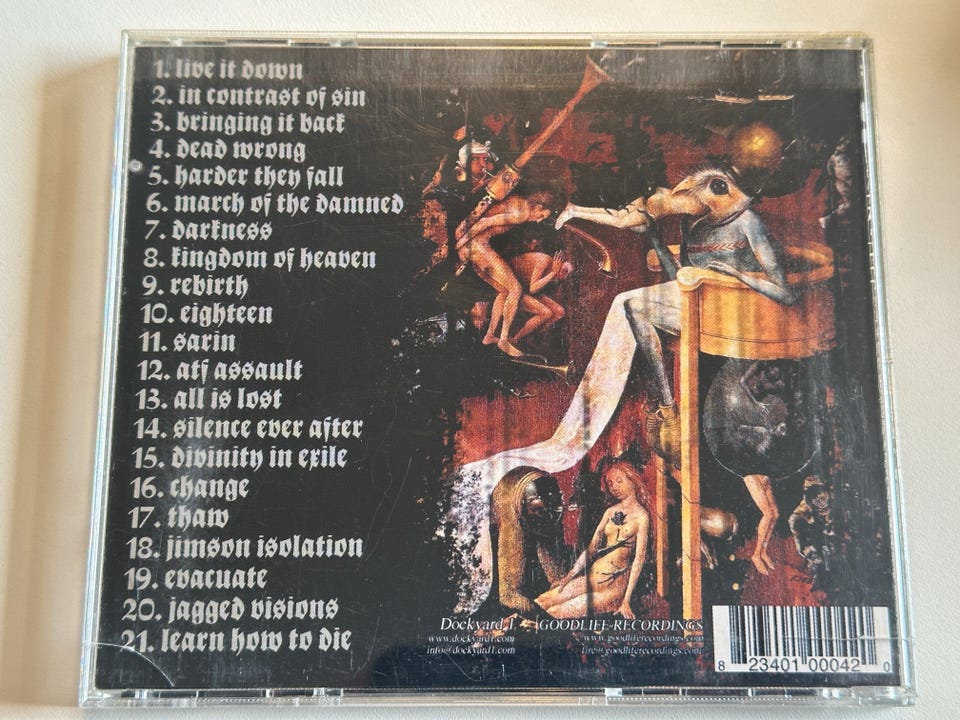 1. live it down
2. in contrast of sin
3. bringing it back
4. dead wrong
5. harder they fall
6. march of the damned
7. darkness
8. kingdom of heaven
9. rebirth
10. eighteen
11. sarin
12. atf assault
13. all is lost
14. silence ever after
15. divinity in exile
16. change
17. thaw
18. jimson isolation
19. evacuate
20. jagged visions
21. learn how to die
Dockyard 1 GOODLIFE-RECORDINGS
www.dockyard1.com www.goodliferecordings.com
info@dockyard1.com @goodliferecordings.com
8 23401 00042 0